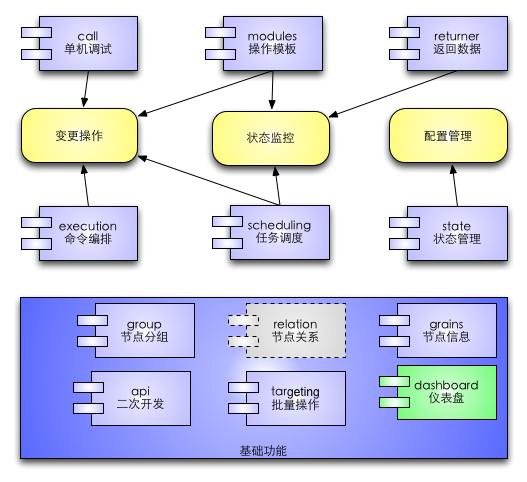 call
单机调试
modules
操作模板
returner
返回数据
变更操作
状态监控
配置管理
execution
命令编排
scheduling
任务调度
state
状态管理
group
节点分组
relation
节点关系
grains
节点信息
api
二次开发
targeting
批量操作
dashboard
仪表盘
基础功能